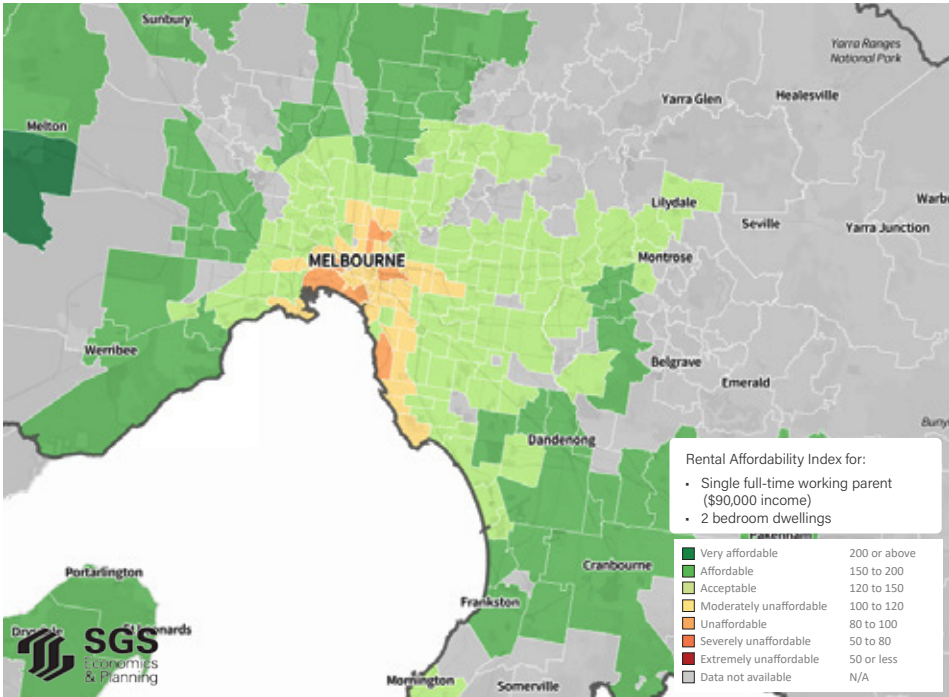 Sunbury
Yarra Ranges
National Park
Melton
Yarra Glen
Healesville
Lilydale
Seville
Yarra Junction
MELBOURNE
Montrose
Werribee
Belgrave
Emerald
Dandenong
Rental Affordability Index for:
• Single full-time working parent
($90,000 income)
• 2 bedroom dwellings
Pakenham
Very affordable 200 or above
Affordable 150 to 200
Acceptable 120 to 150
Moderately unaffordable 100 to 120
Unaffordable 80 to 100
Severely unaffordable 50 to 80
Extremely unaffordable 50 or less
Data not available N/A
Cranbourne
Portarlington
Frankston
SGS
Economics
& Planning
Mornington
Somerville